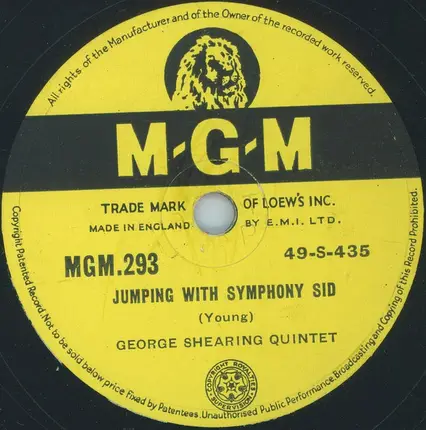 All rights of the Manufacturer and of the Owner of the recorded work reserved.
M-G-M
TRADE MARK OF LOEW'S INC.
MADE IN ENGLAND BY E.M.I. LTD.
MGM.293 49-S-435
JUMPING WITH SYMPHONY SID
(Young)
GEORGE SHEARING QUINTET
COPYRIGHT ROYALTIES
SUPERVISION
Copyright Patented Record. Not to be sold below price fixed by Patentees. Unauthorised Public Performance, Broadcasting and Copying of this Record Prohibited.